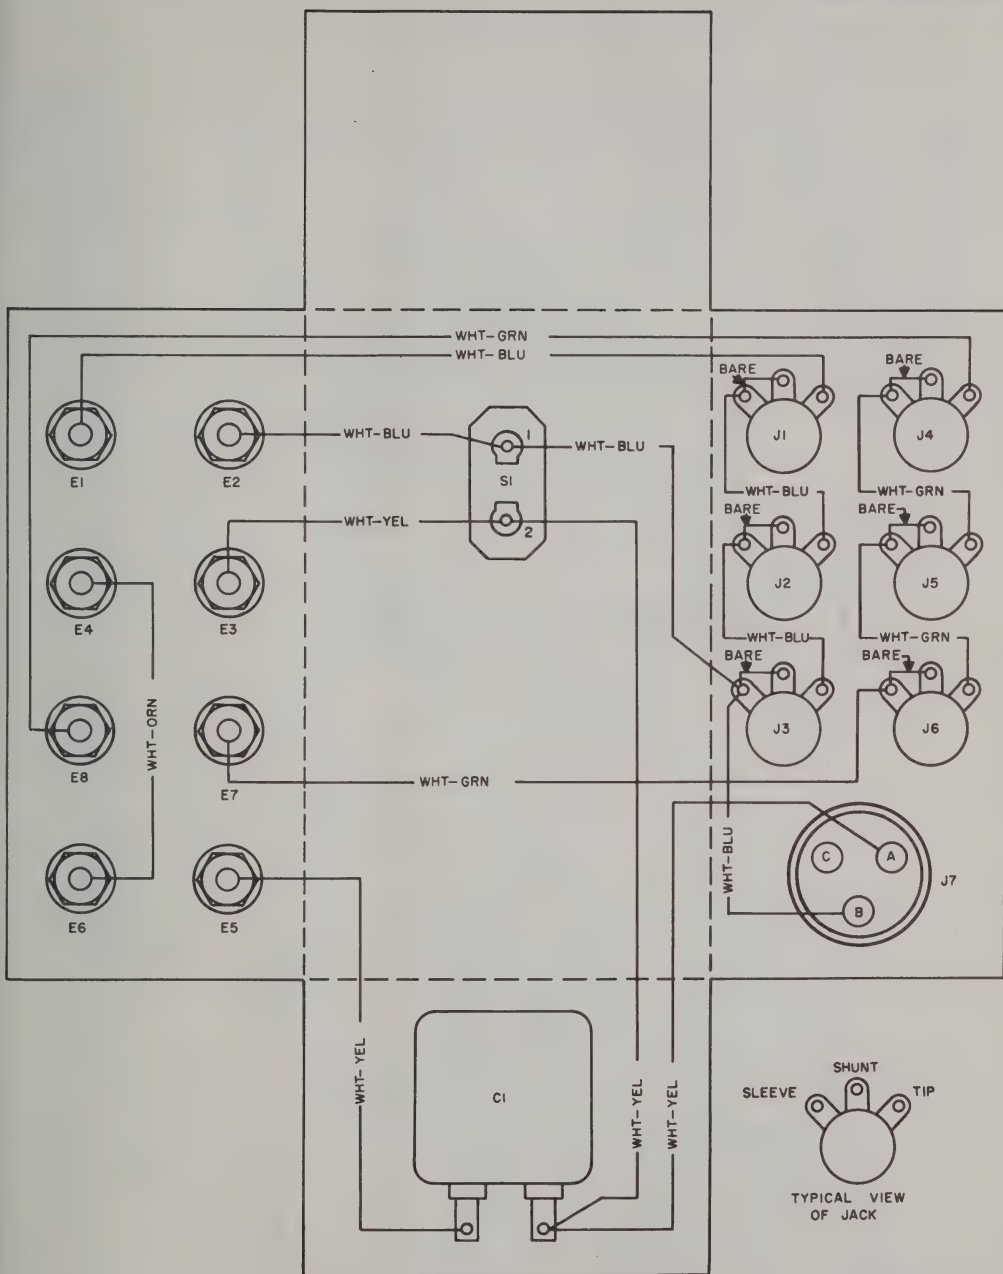 WHT-GRN
WHT-BLU
BARE
BARE
E1
E2
WHT-BLU
1
S1
2
WHT-BLU
J1
J4
WHT-BLU
WHT-GRN
WHT-YEL
BARE
BARE
E4
E3
J2
J5
WHT-BLU
WHT-GRN
BARE
BARE
WHT-ORN
E8
E7
J3
J6
WHT-GRN
WHT-BLU
C
A
B
J7
E6
E5
WHT-YEL
C1
WHT-YEL
WHT-YEL
SHUNT
SLEEVE
TIP
TYPICAL VIEW
OF JACK